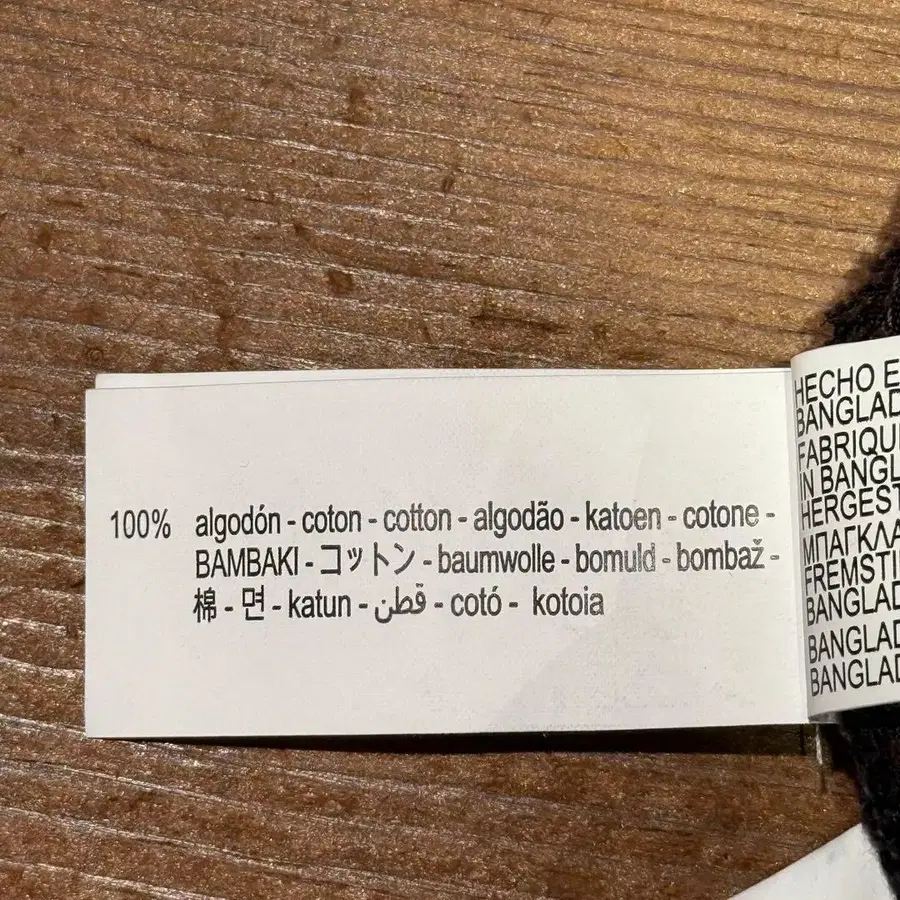 100% algodón - coton - cotton - algodão - katoen - cotone -
BAMBAKI - コットン - baumwolle - bomuld - bombaž -
棉 - 면 - katun - قطن - cotó - kotoia
HECHO E
BANGLAD
FABRIQU
IN BANGL
HERGEST
ΜΠΑΓΚΛΑ
FREMSTI
BANGLAD
BANGLAD
BANGLAD